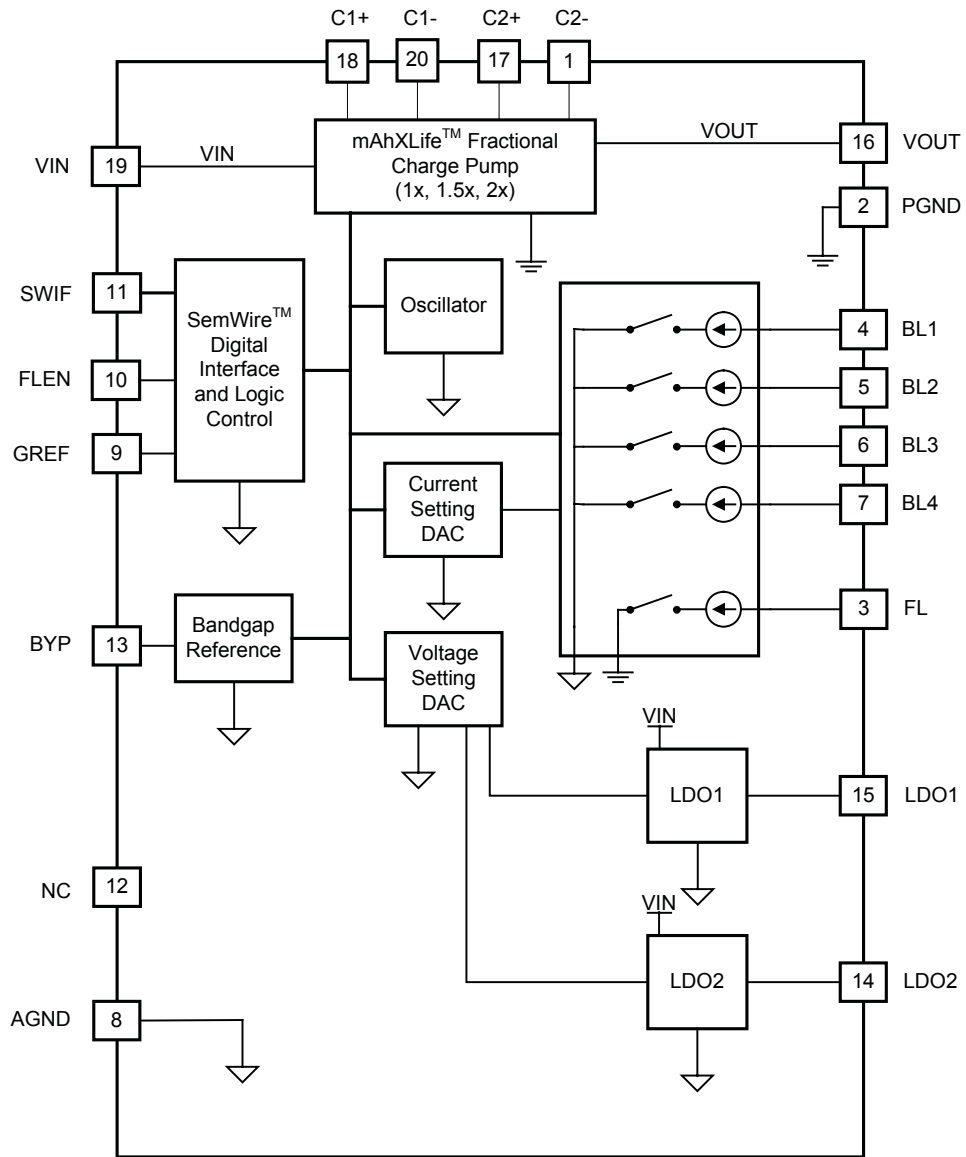 C1+ C1- C2+ C2-
18 20 17 1
mAhXLife™ Fractional
Charge Pump
(1x, 1.5x, 2x)
VIN 19 VIN
VOUT 16 VOUT
2 PGND
SWIF 11
FLEN 10
GREF 9
SemWire™
Digital
Interface
and Logic
Control
Oscillator
4 BL1
5 BL2
6 BL3
7 BL4
3 FL
Current
Setting
DAC
BYP 13
Bandgap
Reference
Voltage
Setting
DAC
VIN
LDO1
15 LDO1
NC 12
VIN
LDO2
14 LDO2
AGND 8